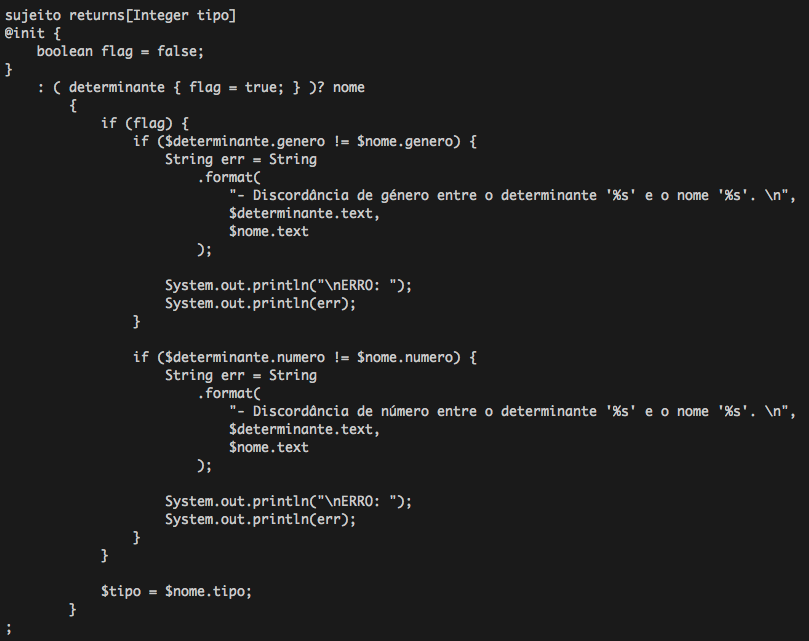 sujeito returns[Integer tipo]
@init {
    boolean flag = false;
}
    : ( determinante { flag = true; } )? nome
        {
            if (flag) {
                if ($determinante.genero != $nome.genero) {
                    String err = String
                        .format(
                            "- Discordância de género entre o determinante '%s' e o nome '%s'. \n",
                            $determinante.text,
                            $nome.text
                        );

                    System.out.println("\nERRO: ");
                    System.out.println(err);
                }

                if ($determinante.numero != $nome.numero) {
                    String err = String
                        .format(
                            "- Discordância de número entre o determinante '%s' e o nome '%s'. \n",
                            $determinante.text,
                            $nome.text
                        );

                    System.out.println("\nERRO: ");
                    System.out.println(err);
                }
            }

            $tipo = $nome.tipo;
        }
;